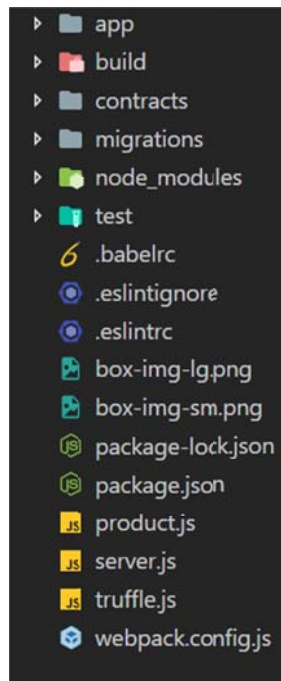 app
build
contracts
migrations
node_modules
test
.babelrc
.eslintignore
.eslintrc
box-img-lg.png
box-img-sm.png
package-lock.json
package.json
product.js
server.js
truffle.js
webpack.config.js